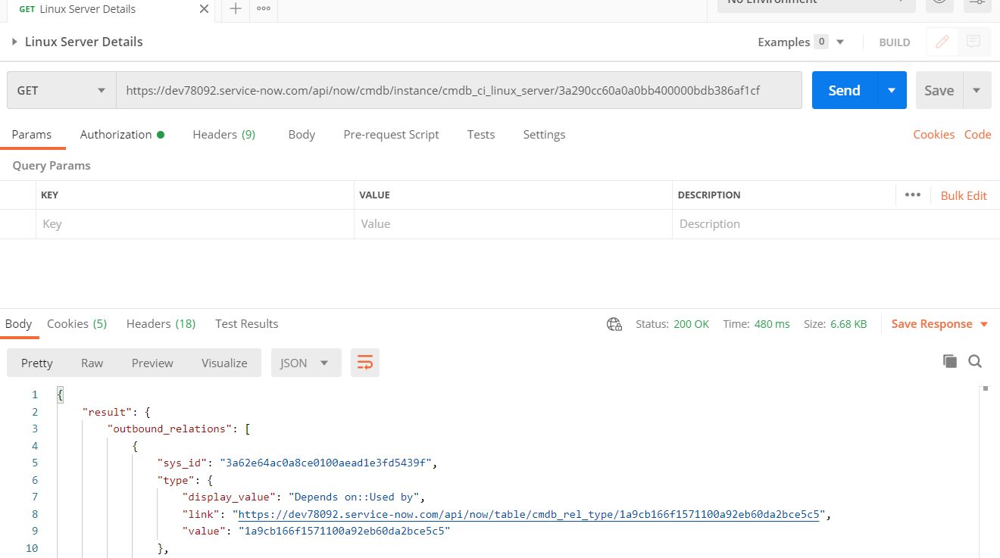 GET Linux Server Details
No Environment
Linux Server Details
Examples 0
BUILD
GET
https://dev78092.service-now.com/api/now/cmdb/instance/cmdb_ci_linux_server/3a290cc60a0a0bb400000bdb386af1cf
Send
Save
Params Authorization Headers (9) Body Pre-request Script Tests Settings Cookies Code
Query Params
KEY VALUE DESCRIPTION Bulk Edit
Key Value Description
Body Cookies (5) Headers (18) Test Results Status: 200 OK Time: 480 ms Size: 6.68 KB Save Response
Pretty Raw Preview Visualize JSON
1 {
2 "result": {
3 "outbound_relations": [
4 {
5 "sys_id": "3a62e64ac0a8ce0100aead1e3fd5439f",
6 "type": {
7 "display_value": "Depends on::Used by",
8 "link": "https://dev78092.service-now.com/api/now/table/cmdb_rel_type/1a9cb166f1571100a92eb60da2bce5c5",
9 "value": "1a9cb166f1571100a92eb60da2bce5c5"
10 },